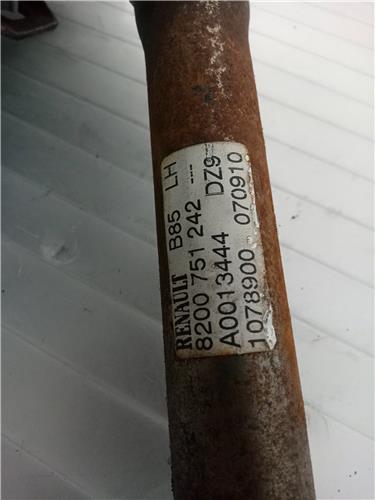 RENAULT B85 LH
8200 751 242 ---
A0013444 DZ9
1078900 070910